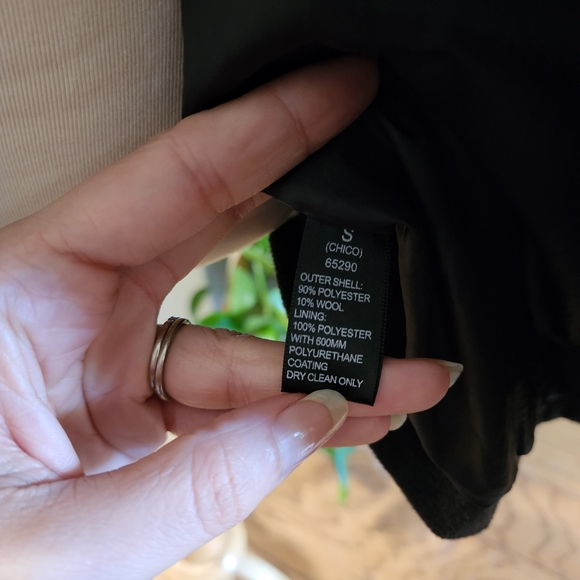 S
(CHICO)
65290
OUTER SHELL:
90% POLYESTER
10% WOOL
LINING:
100% POLYESTER
WITH 600MM
POLYURETHANE
COATING
DRY CLEAN ONLY